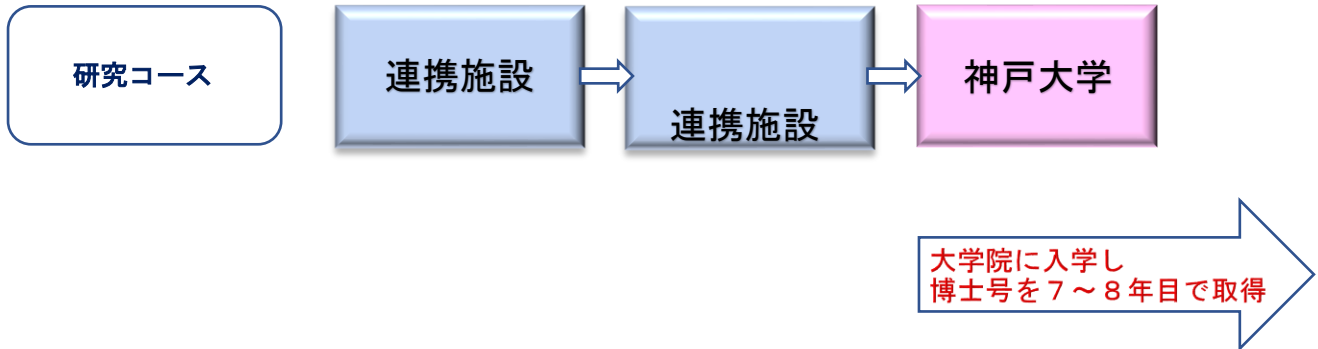 研究コース
連携施設
連携施設
神戸大学
大学院に入学し
博士号を７～８年目で取得